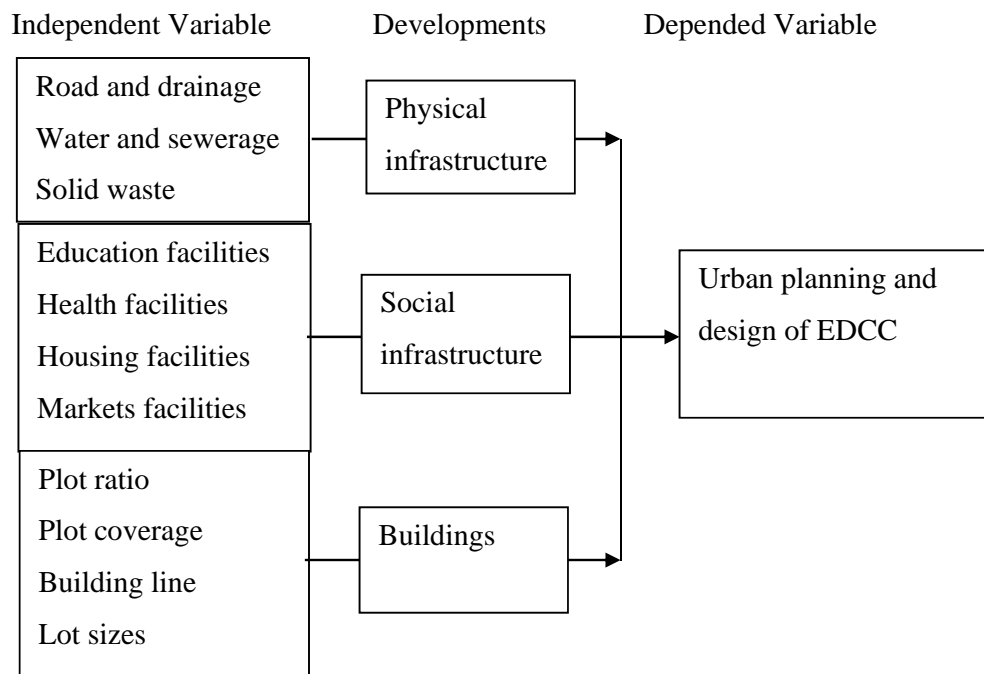 Independent Variable
Developments
Depended Variable
Road and drainage
Water and sewerage
Solid waste
Physical
infrastructure
Education facilities
Health facilities
Housing facilities
Markets facilities
Social
infrastructure
Urban planning and
design of EDCC
Plot ratio
Plot coverage
Building line
Lot sizes
Buildings